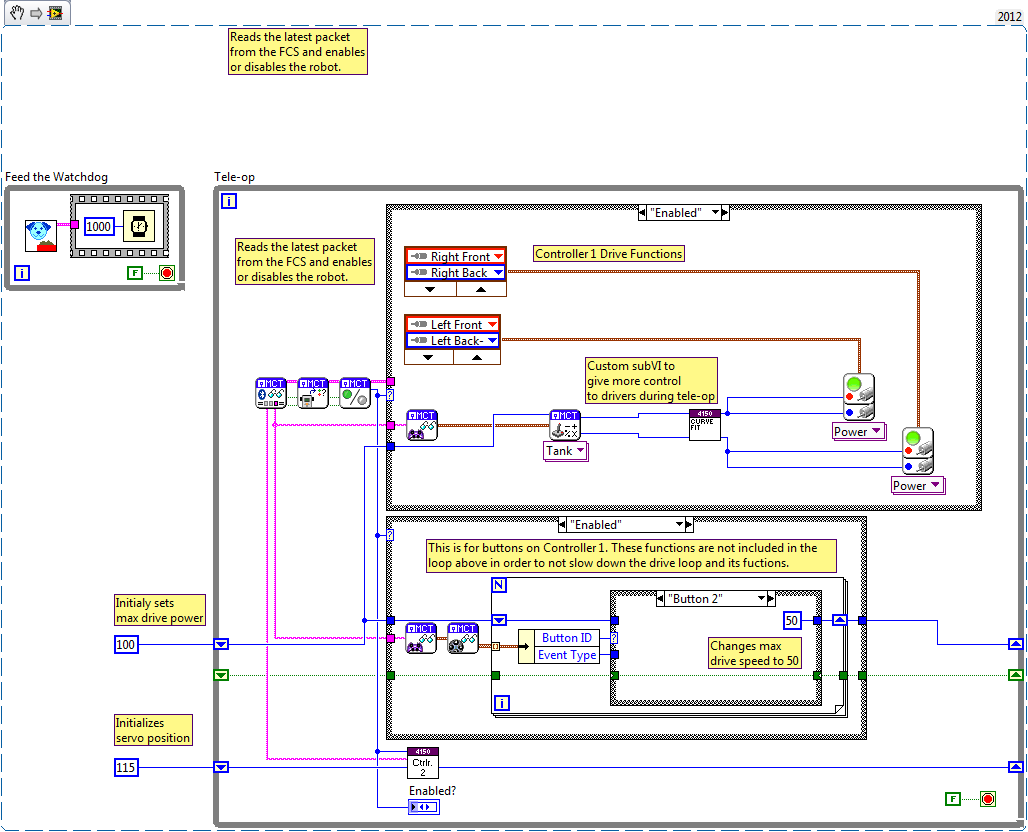 2012
Reads the latest packet
from the FCS and enables
or disables the robot.
Feed the Watchdog
1000
i
F
Tele-op
i
Reads the latest packet
from the FCS and enables
or disables the robot.
"Enabled"
Right Front
Right Back
Controller 1 Drive Functions
Left Front
Left Back-
Custom subVI to
give more control
to drivers during tele-op
MCT
MCT
MCT
?
MCT
MCT
Tank
4150
CURVE
FIT
Power
Power
"Enabled"
?
This is for buttons on Controller 1. These functions are not included in the
loop above in order to not slow down the drive loop and its fuctions.
N
"Button 2"
Initialy sets
max drive power
100
MCT
MCT
Button ID
Event Type
?
50
Changes max
drive speed to 50
i
Initializes
servo position
115
4150
Ctrlr.
2
Enabled?
F